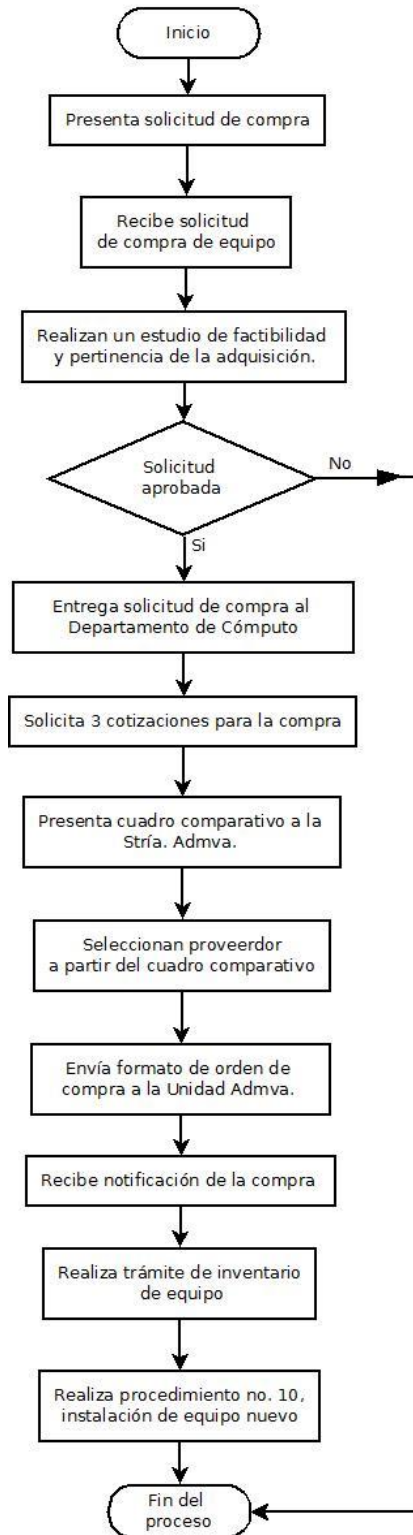 Inicio
Presenta solicitud de compra
Recibe solicitud
de compra de equipo
Realizan un estudio de factibilidad
y pertinencia de la adquisición.
Solicitud
aprobada
No
Si
Entrega solicitud de compra al
Departamento de Cómputo
Solicita 3 cotizaciones para la compra
Presenta cuadro comparativo a la
Stría. Admva.
Seleccionan proveerdor
a partir del cuadro comparativo
Envía formato de orden de
compra a la Unidad Admva.
Recibe notificación de la compra
Realiza trámite de inventario
de equipo
Realiza procedimiento no. 10,
instalación de equipo nuevo
Fin del
proceso